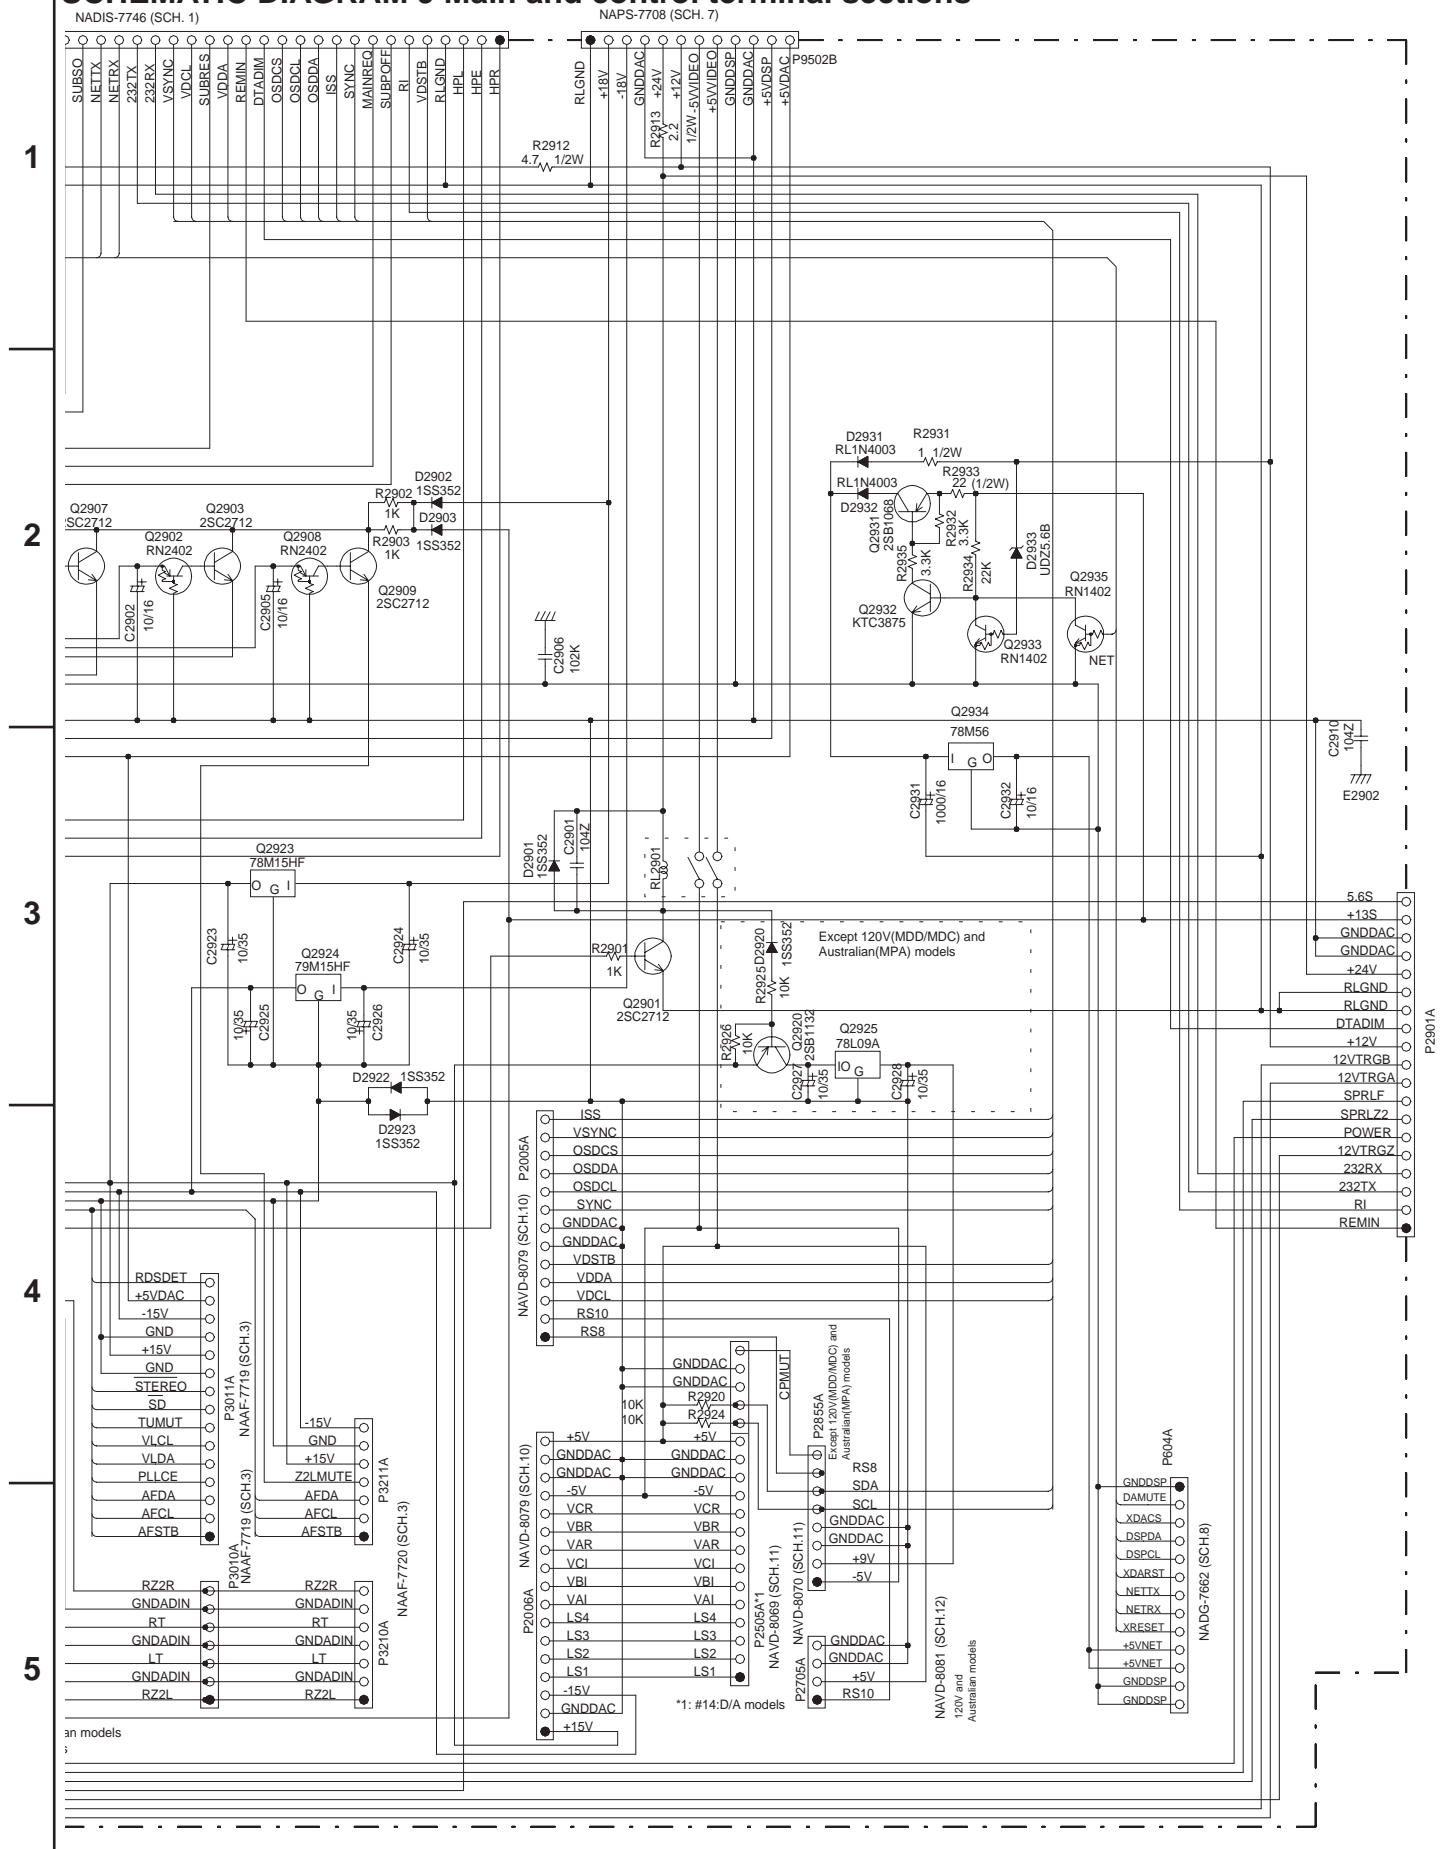 SCHEMATIC DIAGRAM 9 Main and control terminal sections
NADIS-7746 (SCH. 1)
NAPS-7708 (SCH. 7)
P9502B
SUBSO
NETTX
NETRX
232TX
232RX
VSYNC
VDCL
SUBRES
VDDA
REMIN
DTADIM
OSDCS
OSDCL
OSDDA
ISS
SYNC
MAINREQ
SUBPOFF
RI
VDSTB
RLGND
HPL
HPE
HPR
RLGND
+18V
-18V
GNDDAC
+24V
+12V
-5VVIDEO
+5VVIDEO
GNDDSP
GNDDAC
+5VDSP
+5VDAC
R2913
2.2
1/2W
R2912
4.7 1/2W
1
D2931
RL1N4003
R2931
1 1/2W
RL1N4003
D2932
R2933
22 (1/2W)
Q2931
2SB1068
R2932
3.3K
R2935
3.3K
R2934
22K
D2933
UDZ5.6B
Q2935
RN1402
Q2932
KTC3875
Q2933
RN1402
NET
2
Q2907
2SC2712
Q2903
2SC2712
Q2902
RN2402
Q2908
RN2402
R2902
1K
D2902
1SS352
D2903
1SS352
R2903
1K
Q2909
2SC2712
C2902
10/16
C2905
10/16
C2906
102K
Q2934
78M56
I G O
C2931
1000/16
C2932
10/16
C2910
104Z
E2902
3
Q2923
78M15HF
O G I
D2901
1SS352
C2901
104Z
RL2901
C2923
10/35
C2924
10/35
Q2924
79M15HF
O G I
10/35
C2925
10/35
C2926
R2901
1K
Q2901
2SC2712
D2920
1SS352
R2925
10K
Except 120V(MDD/MDC) and
Australian(MPA) models
R2926
10K
Q2920
2SB1132
Q2925
78L09A
IO G
C2927
10/35
C2928
10/35
D2922 1SS352
D2923
1SS352
5.6S
+13S
GNDDAC
GNDDAC
+24V
RLGND
RLGND
DTADIM
+12V
12VTRGB
12VTRGA
SPRLF
SPRLZ2
POWER
12VTRGZ
232RX
232TX
RI
REMIN
P2901A
4
ISS
VSYNC
OSDCS
OSDDA
OSDCL
SYNC
GNDDAC
GNDDAC
VDSTB
VDDA
VDCL
RS10
RS8
P2005A
NAVD-8079 (SCH.10)
RDSDET
+5VDAC
-15V
GND
+15V
GND
STEREO
SD
TUMUT
VLCL
VLDA
PLLCE
AFDA
AFCL
AFSTB
P3011A
NAAF-7719 (SCH.3)
-15V
GND
+15V
Z2LMUTE
AFDA
AFCL
AFSTB
P3211A
NAAF-7720 (SCH.3)
P3010A
NAAF-7719 (SCH.3)
RZ2R
GNDADIN
RT
GNDADIN
LT
GNDADIN
RZ2L
RZ2R
GNDADIN
RT
GNDADIN
LT
GNDADIN
RZ2L
P3210A
GNDDAC
GNDDAC
10K R2920
10K R2924
CPMUT
+5V
GNDDAC
GNDDAC
-5V
VCR
VBR
VAR
VCI
VBI
VAI
LS4
LS3
LS2
LS1
-15V
GNDDAC
+15V
NAVD-8079 (SCH.10)
P2006A
+5V
GNDDAC
GNDDAC
-5V
VCR
VBR
VAR
VCI
VBI
VAI
LS4
LS3
LS2
LS1
P2505A*1
NAVD-8069 (SCH.11)
*1: #14:D/A models
P2855A
Except 120V(MDD/MDC) and
Australian(MPA) models
RS8
SDA
SCL
GNDDAC
GNDDAC
+9V
-5V
NAVD-8070 (SCH.11)
GNDDAC
GNDDAC
+5V
RS10
P2705A
NAVD-8081 (SCH.12)
120V and
Australian models
P604A
GNDDSP
DAMUTE
XDACS
DSPDA
DSPCL
XDARST
NETTX
NETRX
XRESET
+5VNET
+5VNET
GNDDSP
GNDDSP
NADG-7662 (SCH.8)
5
an models